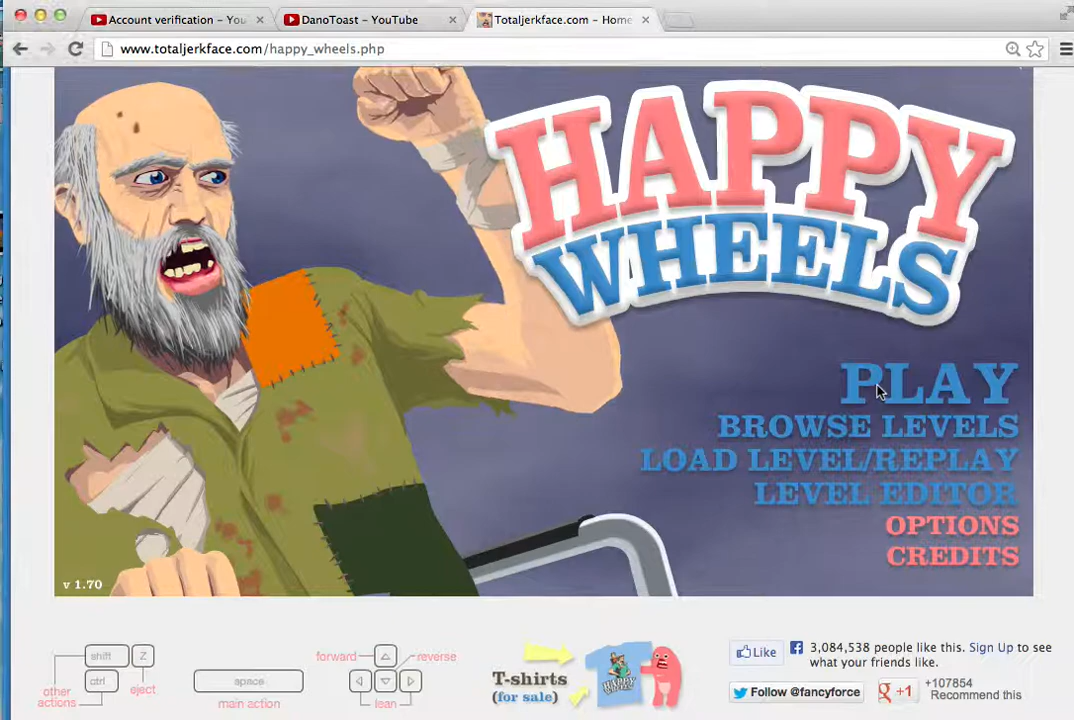 Account verification - You
DanoToast - YouTube
Totaljerkface.com - Home
www.totaljerkface.com/happy_wheels.php
HAPPY
WHEELS
PLAY
BROWSE LEVELS
LOAD LEVEL/REPLAY
LEVEL EDITOR
OPTIONS
CREDITS
v 1.70
shift
Z
ctrl
other
actions
eject
space
main action
forward
reverse
lean
T-shirts
(for sale)
HAPPY
WHEELS
Like
3,084,538 people like this. Sign Up to see
what your friends like.
Follow @fancyforce
g +1
+107854
Recommend this